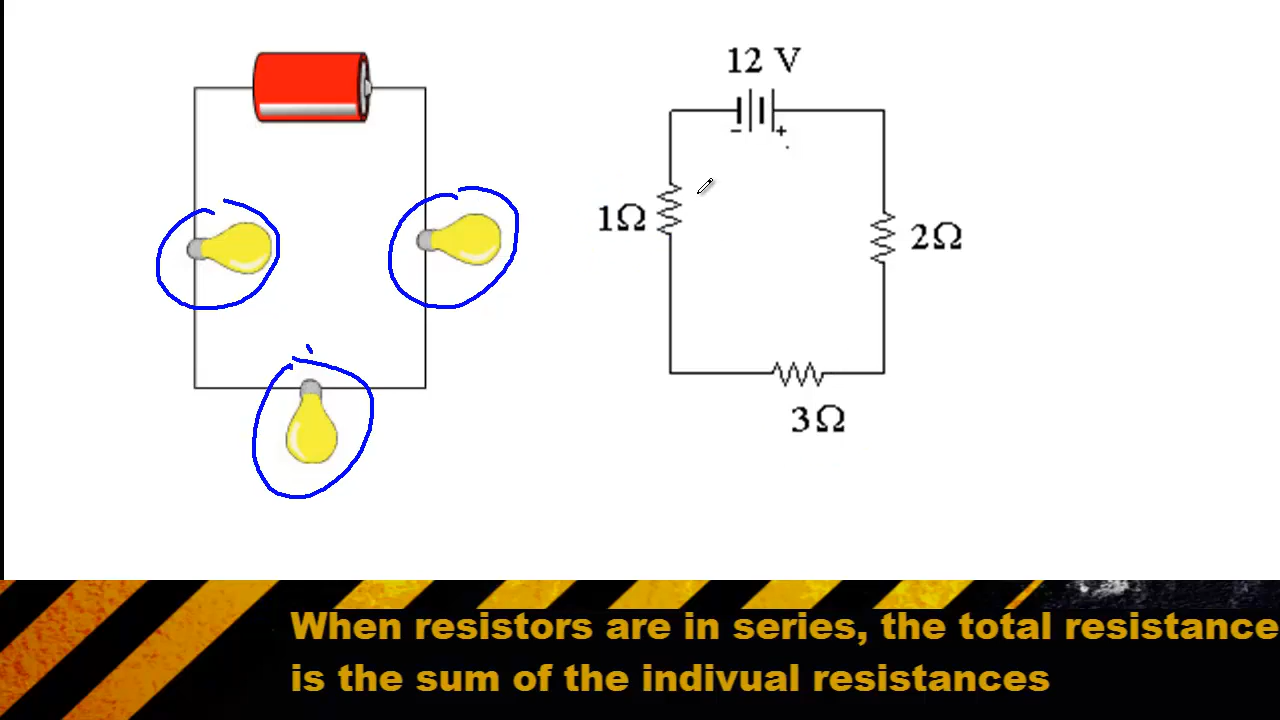 12 V
- +
1Ω
2Ω
3Ω
When resistors are in series, the total resistance
is the sum of the indivual resistances